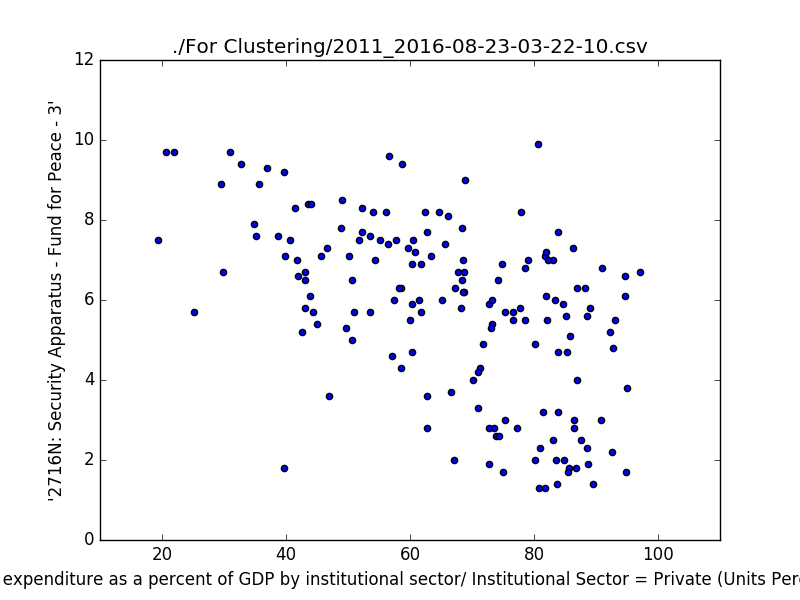 ./For Clustering/2011_2016-08-23-03-22-10.csv
'2716N: Security Apparatus - Fund for Peace - 3'
12
10
8
6
4
2
0
20 40 60 80 100
expenditure as a percent of GDP by institutional sector/ Institutional Sector = Private (Units